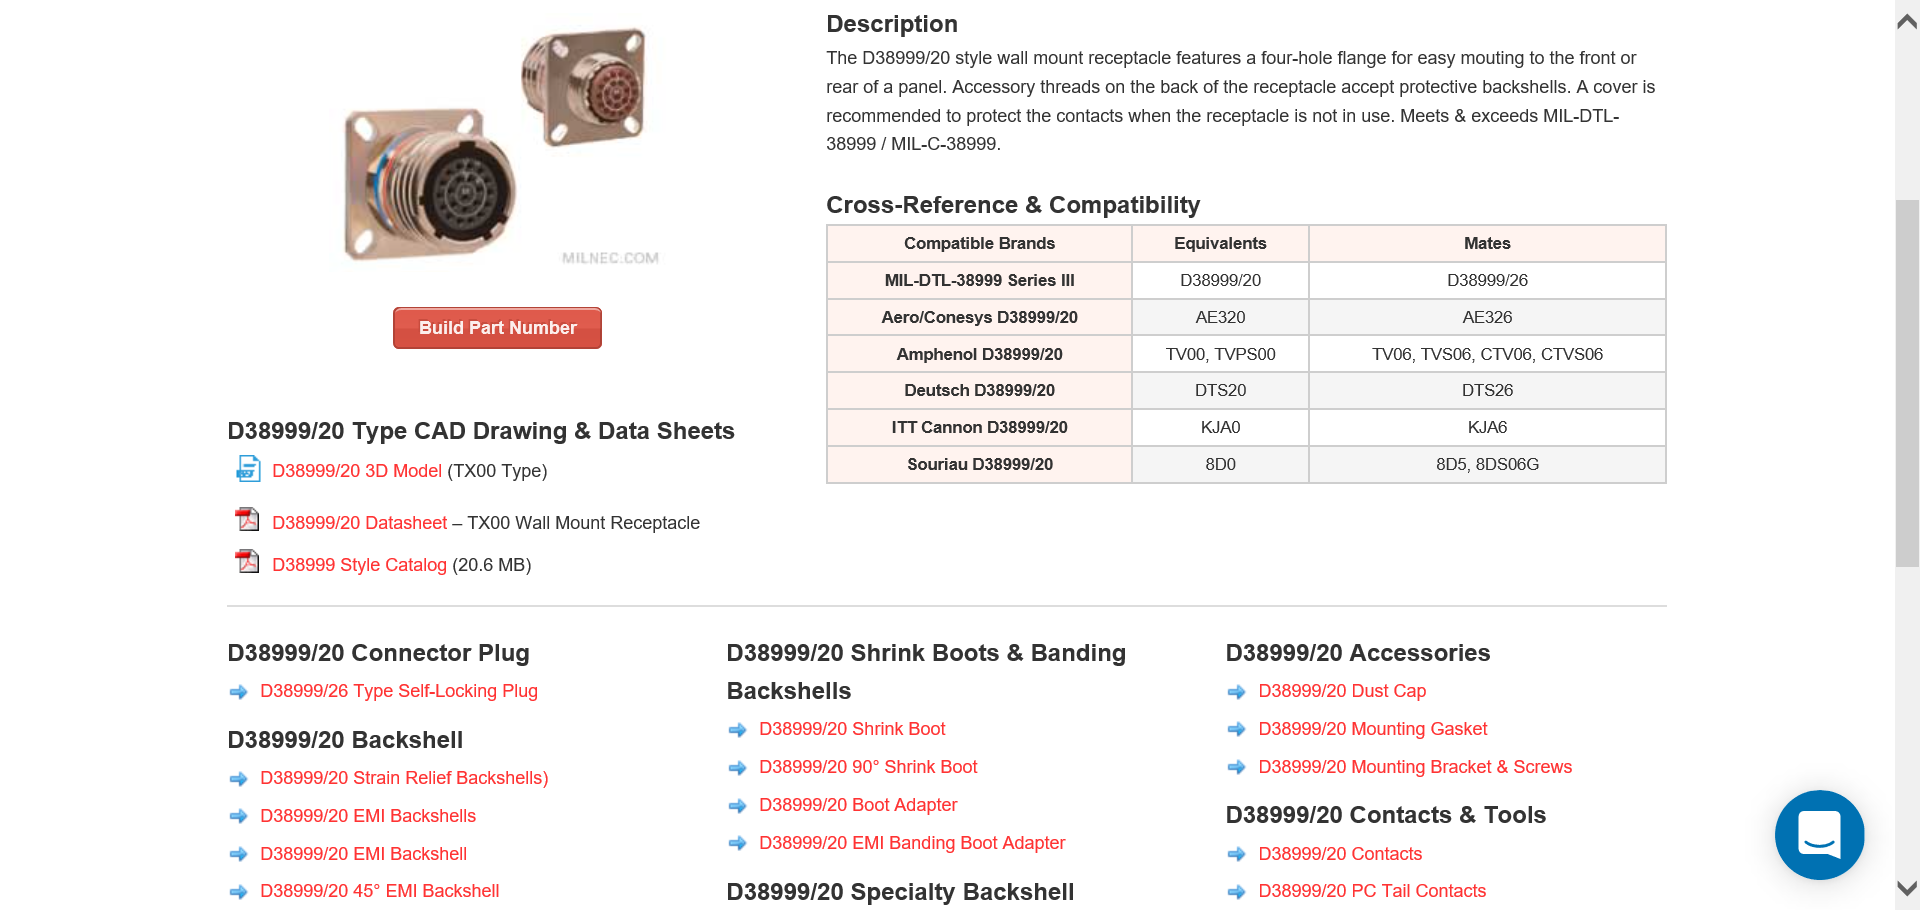 MILNEC.COM
Build Part Number
D38999/20 Type CAD Drawing & Data Sheets
D38999/20 3D Model (TX00 Type)
D38999/20 Datasheet – TX00 Wall Mount Receptacle
D38999 Style Catalog (20.6 MB)
Description
The D38999/20 style wall mount receptacle features a four-hole flange for easy mouting to the front or
rear of a panel. Accessory threads on the back of the receptacle accept protective backshells. A cover is
recommended to protect the contacts when the receptacle is not in use. Meets & exceeds MIL-DTL-
38999 / MIL-C-38999.
Cross-Reference & Compatibility
Compatible Brands Equivalents Mates
MIL-DTL-38999 Series III D38999/20 D38999/26
Aero/Conesys D38999/20 AE320 AE326
Amphenol D38999/20 TV00, TVPS00 TV06, TVS06, CTV06, CTVS06
Deutsch D38999/20 DTS20 DTS26
ITT Cannon D38999/20 KJA0 KJA6
Souriau D38999/20 8D0 8D5, 8DS06G
D38999/20 Connector Plug
D38999/26 Type Self-Locking Plug
D38999/20 Backshell
D38999/20 Strain Relief Backshells)
D38999/20 EMI Backshells
D38999/20 EMI Backshell
D38999/20 45° EMI Backshell
D38999/20 Shrink Boots & Banding
Backshells
D38999/20 Shrink Boot
D38999/20 90° Shrink Boot
D38999/20 Boot Adapter
D38999/20 EMI Banding Boot Adapter
D38999/20 Specialty Backshell
D38999/20 Accessories
D38999/20 Dust Cap
D38999/20 Mounting Gasket
D38999/20 Mounting Bracket & Screws
D38999/20 Contacts & Tools
D38999/20 Contacts
D38999/20 PC Tail Contacts